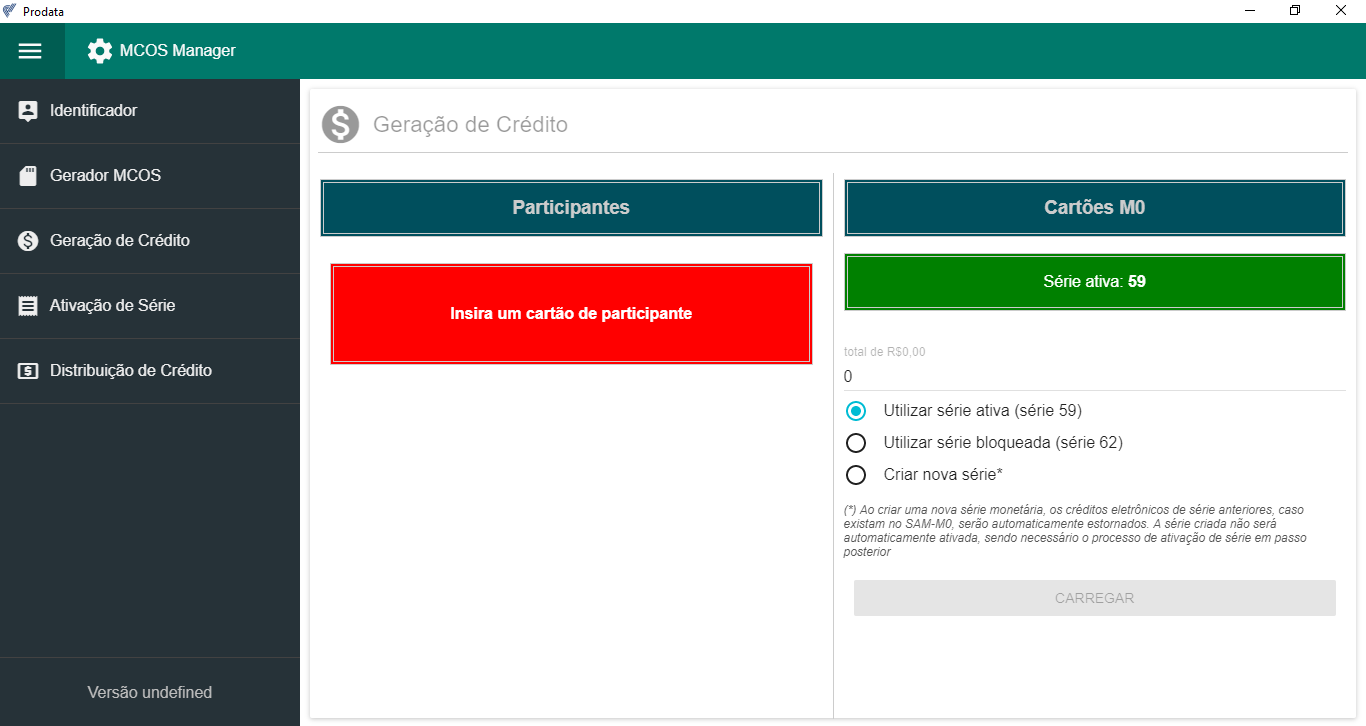 Prodata
MCOS Manager
Identificador
Gerador MCOS
Geração de Crédito
Ativação de Série
Distribuição de Crédito
Versão undefined
Geração de Crédito
Participantes
Insira um cartão de participante
Cartões M0
Série ativa: 59
total de R$0,00
0
Utilizar série ativa (série 59)
Utilizar série bloqueada (série 62)
Criar nova série*
(*) Ao criar uma nova série monetária, os créditos eletrônicos de série anteriores, caso
existam no SAM-M0, serão automaticamente estornados. A série criada não será
automaticamente ativada, sendo necessário o processo de ativação de série em passo
posterior
CARREGAR